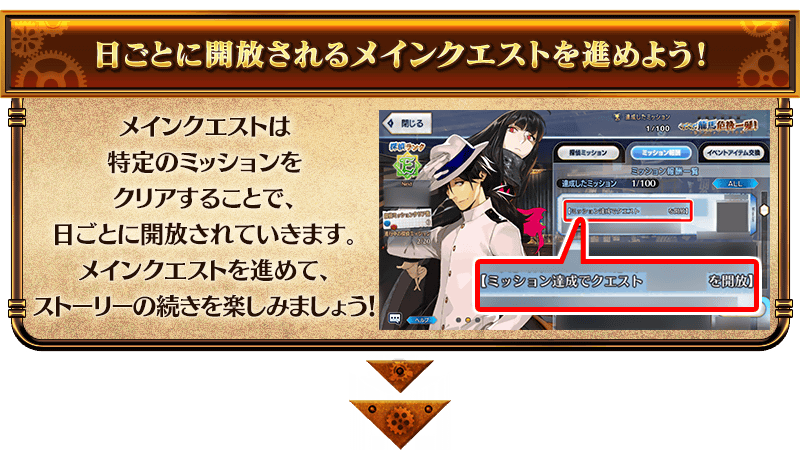 日ごとに開放されるメインクエストを進めよう!
メインクエストは
特定のミッションを
クリアすることで、
日ごとに開放されていきます。
メインクエストを進めて、
ストーリーの続きを楽しみましょう!
閉じる
達成したミッション
1/100
龍馬危機一髪!
探偵ランク
Next
探偵ミッション
ミッション報酬
イベントアイテム交換
ミッション報酬一覧
達成したミッション 1/100
ALL
【ミッション達成でクエスト を開放】
【ミッション達成でクエスト を開放】
2/20
ヘルプ